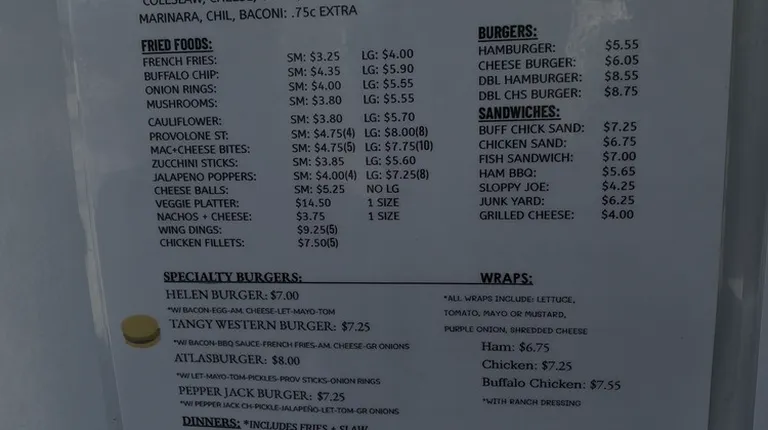 COLESLAW, CHEESE,
MARINARA, CHIL, BACONI: .75c EXTRA
FRIED FOODS:
FRENCH FRIES: SM: $3.25 LG: $4.00
BUFFALO CHIP: SM: $4.35 LG: $5.90
ONION RINGS: SM: $4.00 LG: $5.55
MUSHROOMS: SM: $3.80 LG: $5.55
CAULIFLOWER: SM: $3.80 LG: $5.70
PROVOLONE ST: SM: $4.75(4) LG: $8.00(8)
MAC+CHEESE BITES: SM: $4.75(5) LG: $7.75(10)
ZUCCHINI STICKS: SM: $3.85 LG: $5.60
JALAPENO POPPERS: SM: $4.00(4) LG: $7.25(8)
CHEESE BALLS: SM: $5.25 NO LG
VEGGIE PLATTER: $14.50 1 SIZE
NACHOS + CHEESE: $3.75 1 SIZE
WING DINGS: $9.25(5)
CHICKEN FILLETS: $7.50(5)
BURGERS:
HAMBURGER: $5.55
CHEESE BURGER: $6.05
DBL HAMBURGER: $8.55
DBL CHS BURGER: $8.75
SANDWICHES:
BUFF CHICK SAND: $7.25
CHICKEN SAND: $6.75
FISH SANDWICH: $7.00
HAM BBQ: $5.65
SLOPPY JOE: $4.25
JUNK YARD: $6.25
GRILLED CHEESE: $4.00
SPECIALTY BURGERS:
HELEN BURGER: $7.00
*W/ BACON-EGG-AM. CHEESE-LET-MAYO-TOM
TANGY WESTERN BURGER: $7.25
*W/ BACON-BBQ SAUCE-FRENCH FRIES-AM. CHEESE-GR ONIONS
ATLASBURGER: $8.00
*W/ LET-MAYO-TOM-PICKLES-PROV STICKS-ONION RINGS
PEPPER JACK BURGER: $7.25
*W/ PEPPER JACK CH-PICKLE-JALAPEÑO-LET-TOM-GR ONIONS
DINNERS: *INCLUDES FRIES + SLAW
WRAPS:
*ALL WRAPS INCLUDE: LETTUCE,
TOMATO, MAYO OR MUSTARD,
PURPLE ONION, SHREDDED CHEESE
Ham: $6.75
Chicken: $7.25
Buffalo Chicken: $7.55
*WITH RANCH DRESSING